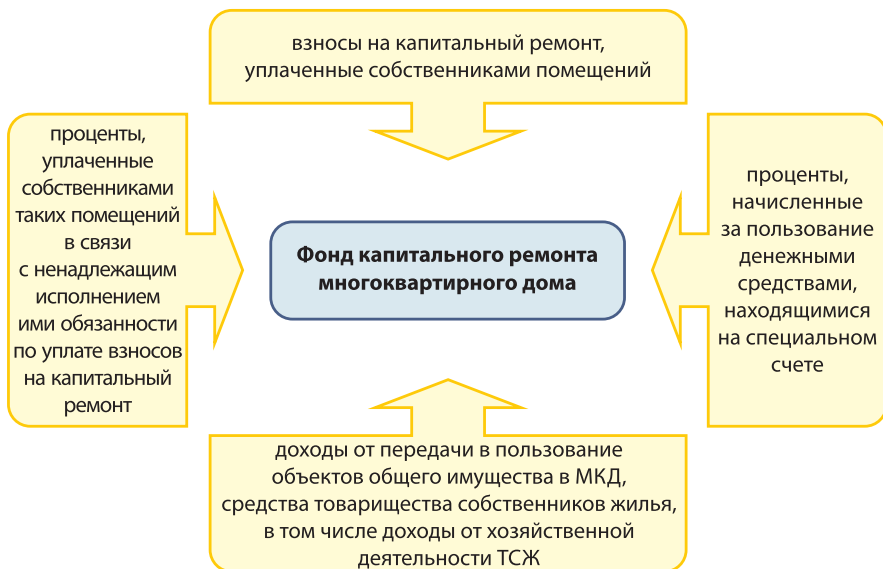 взносы на капитальный ремонт,
уплаченные собственниками помещений
проценты,
уплаченные
собственниками
таких помещений
в связи
с ненадлежащим
исполнением
ими обязанности
по уплате взносов
на капитальный
ремонт
Фонд капитального ремонта
многоквартирного дома
проценты,
начисленные
за пользование
денежными
средствами,
находящимися
на специальном
счете
доходы от передачи в пользование
объектов общего имущества в МКД,
средства товарищества собственников жилья,
в том числе доходы от хозяйственной
деятельности ТСЖ